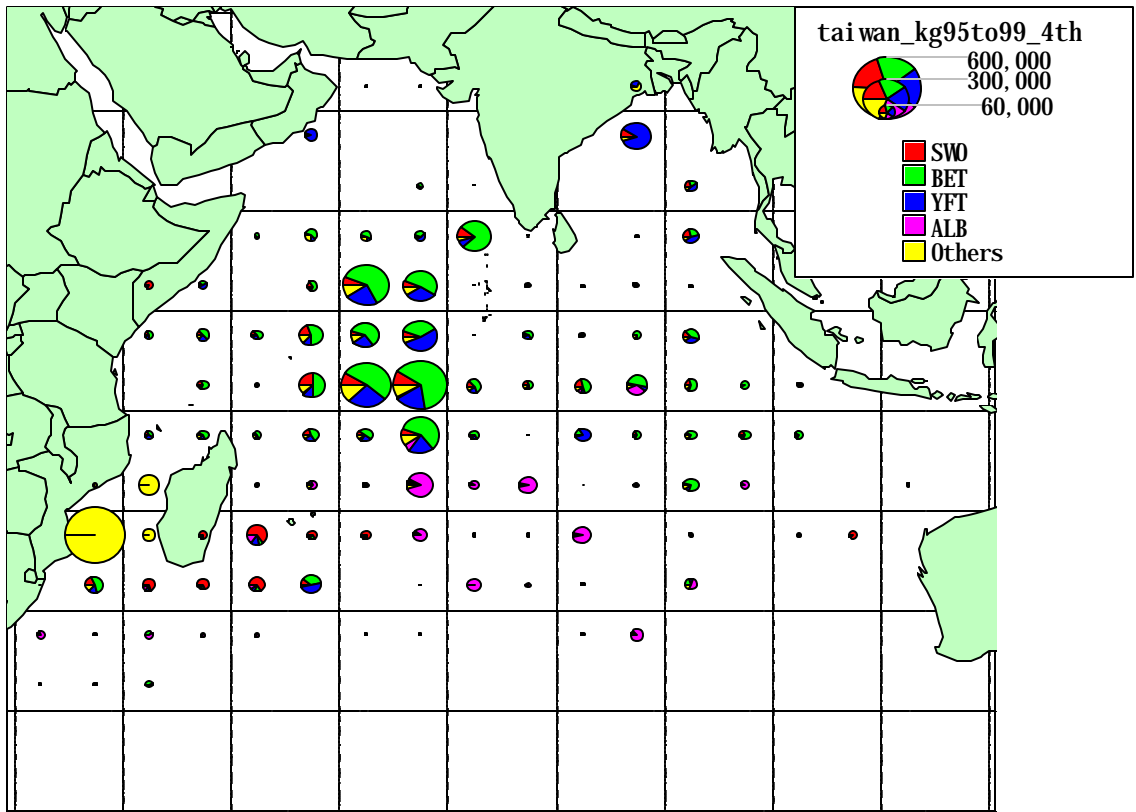 taiwan_kg95to99_4th
600,000
300,000
60,000
SWO
BET
YFT
ALB
Others